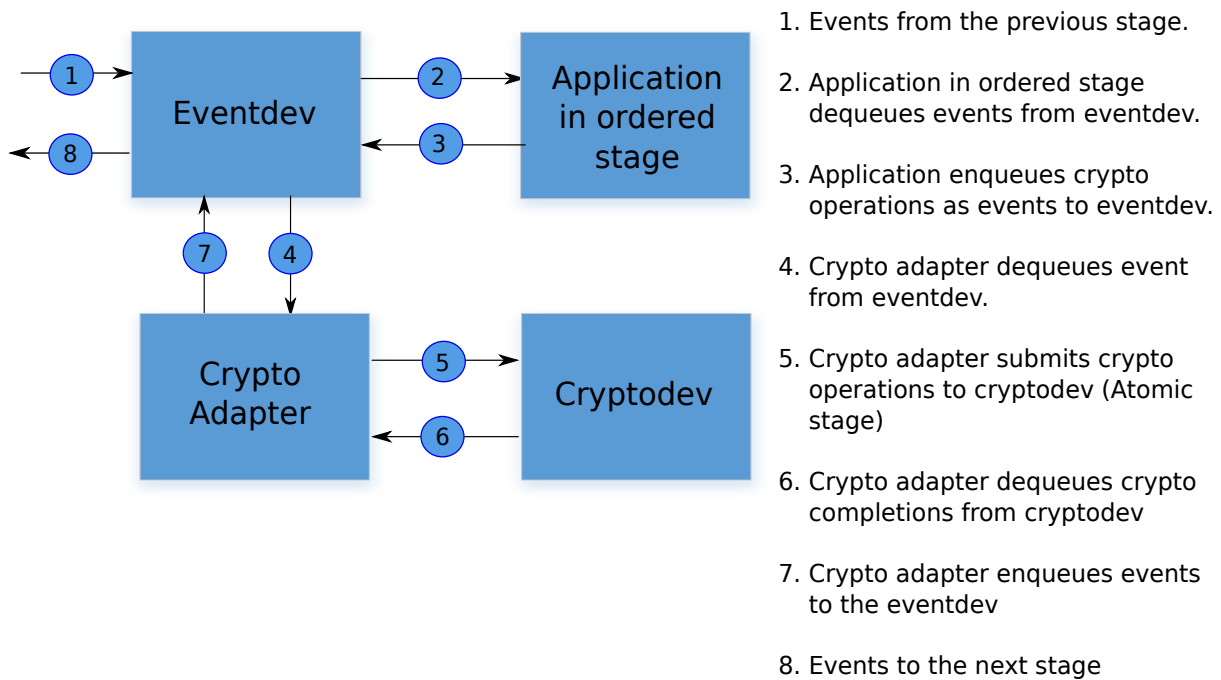 1
8
Eventdev
2
3
Application
in ordered
stage
7
4
Crypto
Adapter
5
6
Cryptodev
1. Events from the previous stage.
2. Application in ordered stage
dequeues events from eventdev.
3. Application enqueues crypto
operations as events to eventdev.
4. Crypto adapter dequeues event
from eventdev.
5. Crypto adapter submits crypto
operations to cryptodev (Atomic
stage)
6. Crypto adapter dequeues crypto
completions from cryptodev
7. Crypto adapter enqueues events
to the eventdev
8. Events to the next stage